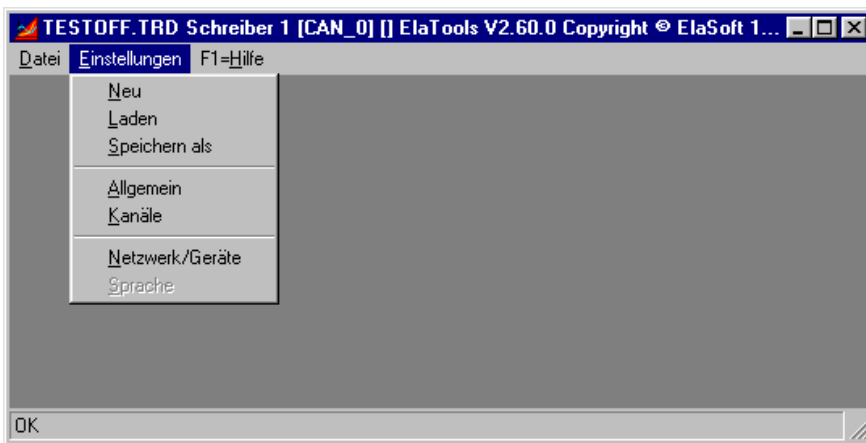 TESTOFF.TRD Schreiber 1 [CAN_0] [] ElaTools V2.60.0 Copyright © ElaSoft 1...
Datei Einstellungen F1=Hilfe
Neu
Laden
Speichern als
Allgemein
Kanäle
Netzwerk/Geräte
Sprache
OK